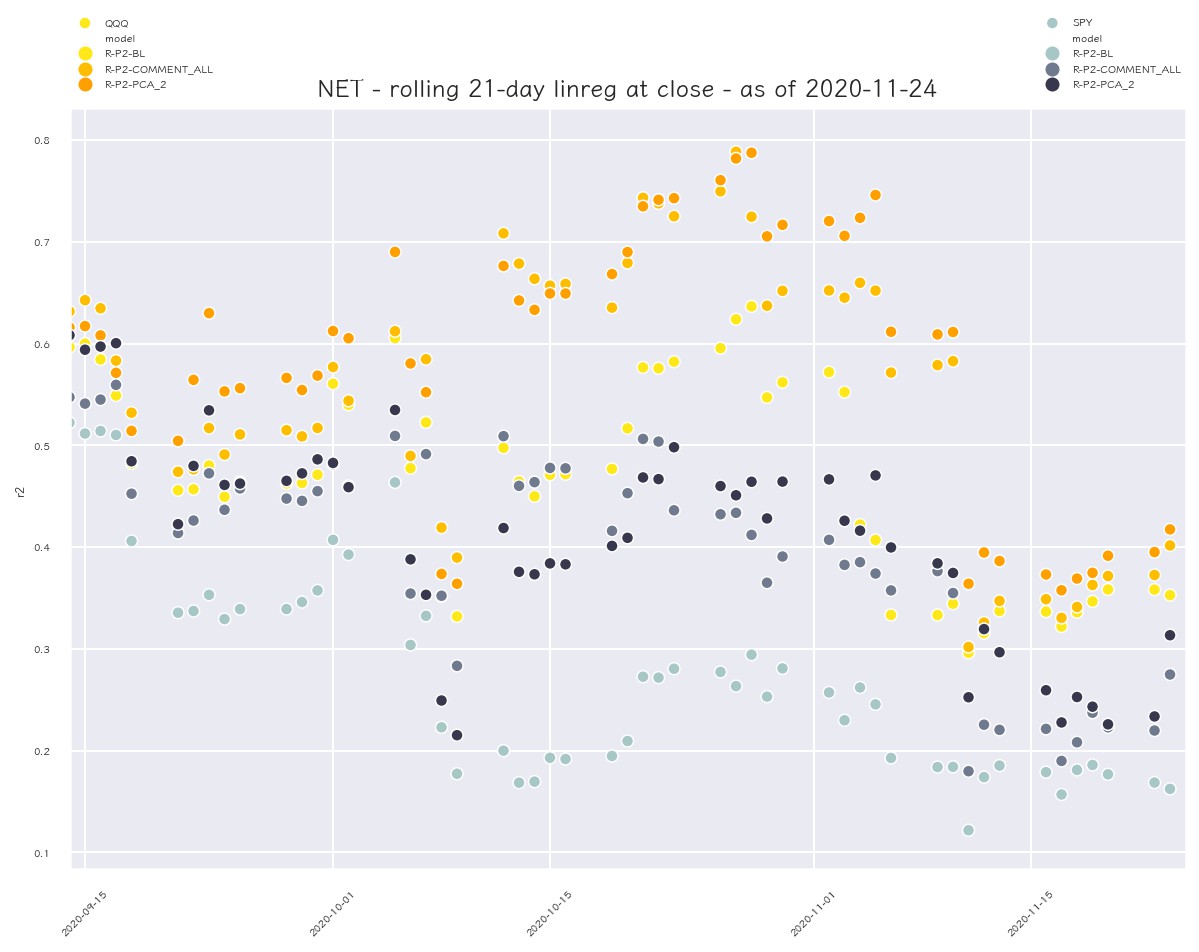 QQQ
model
R-P2-BL
R-P2-COMMENT_ALL
R-P2-PCA_2
SPY
model
R-P2-BL
R-P2-COMMENT_ALL
R-P2-PCA_2
NET - rolling 21-day linreg at close - as of 2020-11-24
0.8
0.7
0.6
0.5
r2
0.4
0.3
0.2
0.1
2020-09-15
2020-10-01
2020-10-15
2020-11-01
2020-11-15